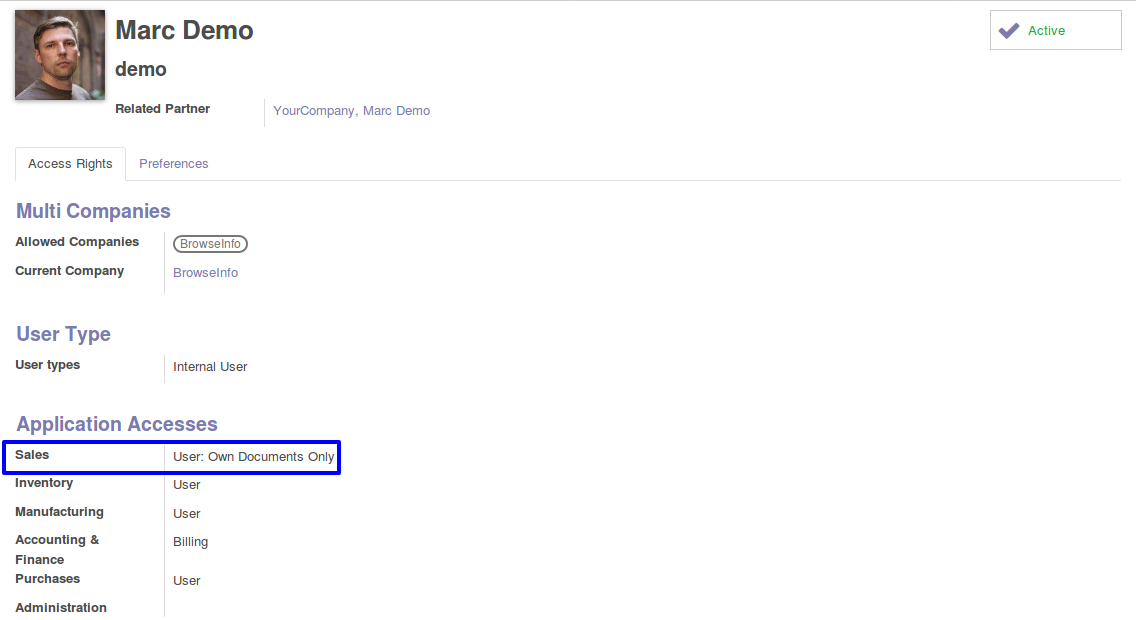 Marc Demo
Active
demo
Related Partner
YourCompany, Marc Demo
Access Rights
Preferences
Multi Companies
Allowed Companies
BrowseInfo
Current Company
BrowseInfo
User Type
User types
Internal User
Application Accesses
Sales
User: Own Documents Only
Inventory
User
Manufacturing
User
Accounting &
Finance
Billing
Purchases
User
Administration